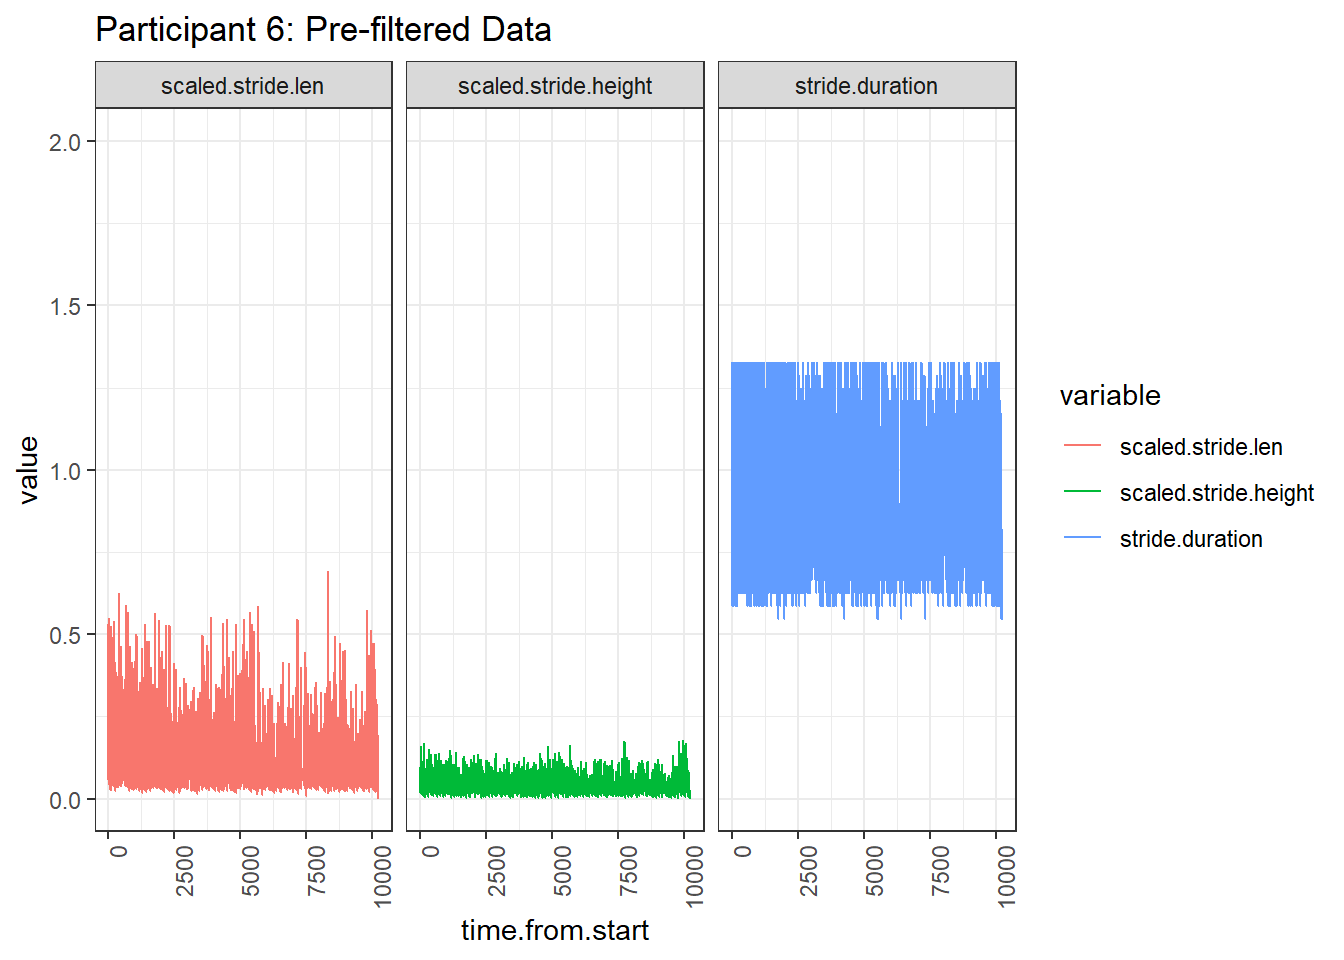 Participant 6: Pre-filtered Data
scaled.stride.len
scaled.stride.height
stride.duration
2.0
1.5
1.0
0.5
0.0
value
0
2500
5000
7500
10000
0
2500
5000
7500
10000
0
2500
5000
7500
10000
time.from.start
variable
scaled.stride.len
scaled.stride.height
stride.duration